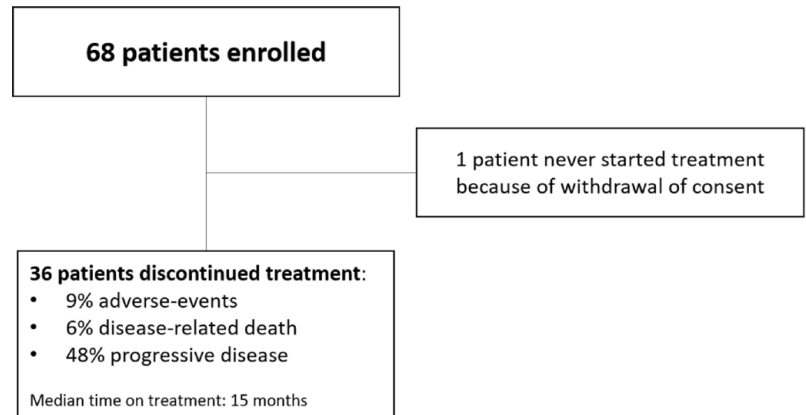 68 patients enrolled
1 patient never started treatment
because of withdrawal of consent
36 patients discontinued treatment:
• 9% adverse-events
• 6% disease-related death
• 48% progressive disease
Median time on treatment: 15 months